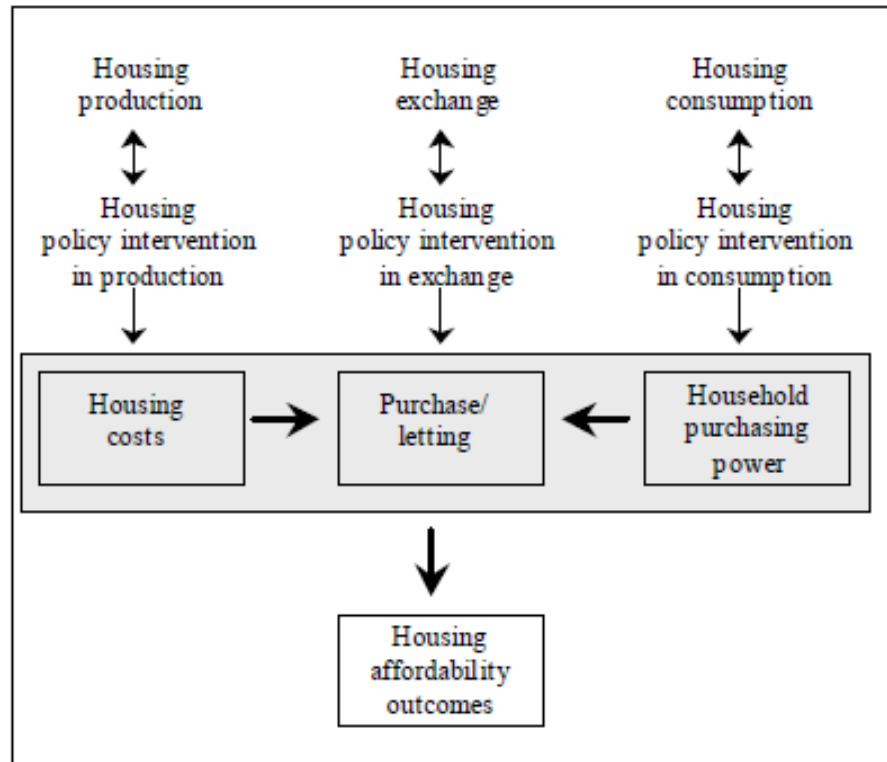 Housing
production
Housing
exchange
Housing
consumption
Housing
policy intervention
in production
Housing
policy intervention
in exchange
Housing
policy intervention
in consumption
Housing
costs
Purchase/
letting
Household
purchasing
power
Housing
affordability
outcomes